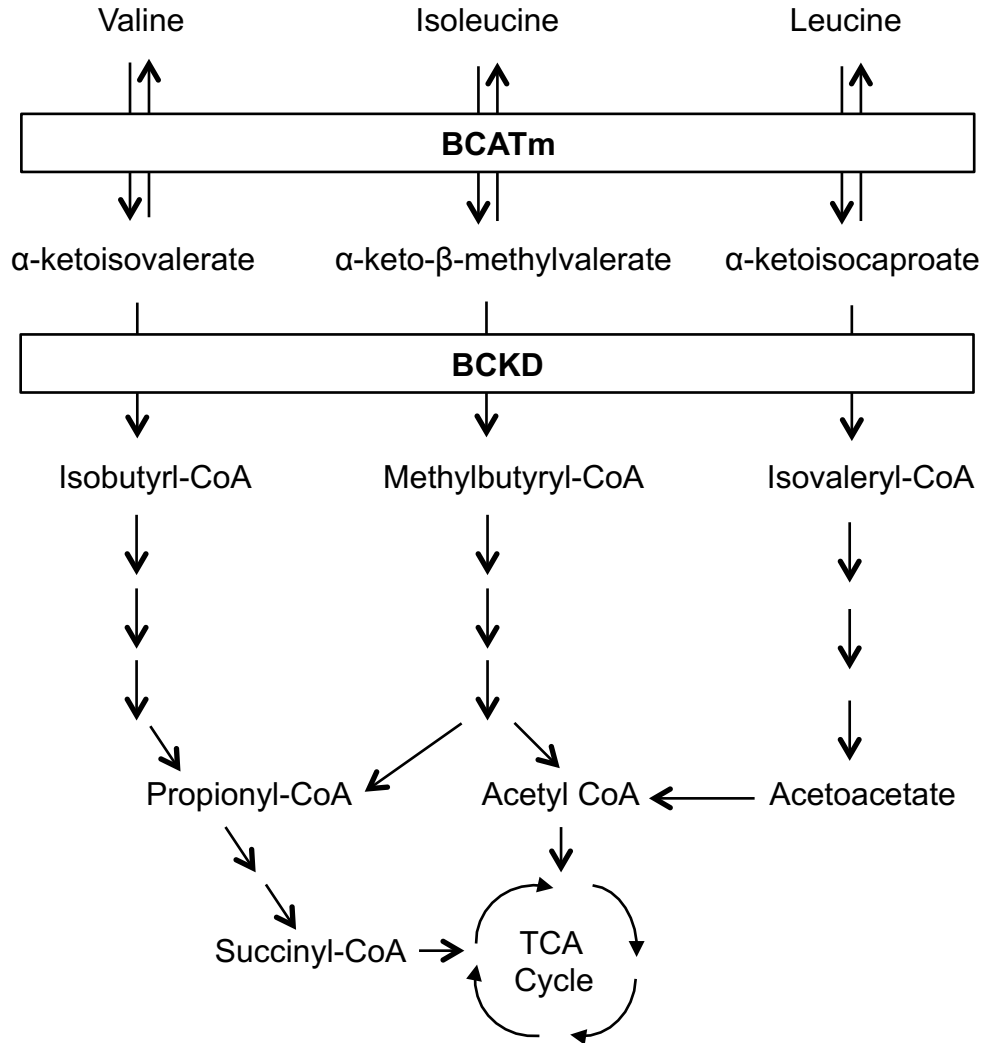 Valine
Isoleucine
Leucine
BCATm
α-ketoisovalerate
α-keto-β-methylvalerate
α-ketoisocaproate
BCKD
Isobutyrl-CoA
Methylbutyryl-CoA
Isovaleryl-CoA
Propionyl-CoA
Acetyl CoA
Acetoacetate
Succinyl-CoA
TCA
Cycle